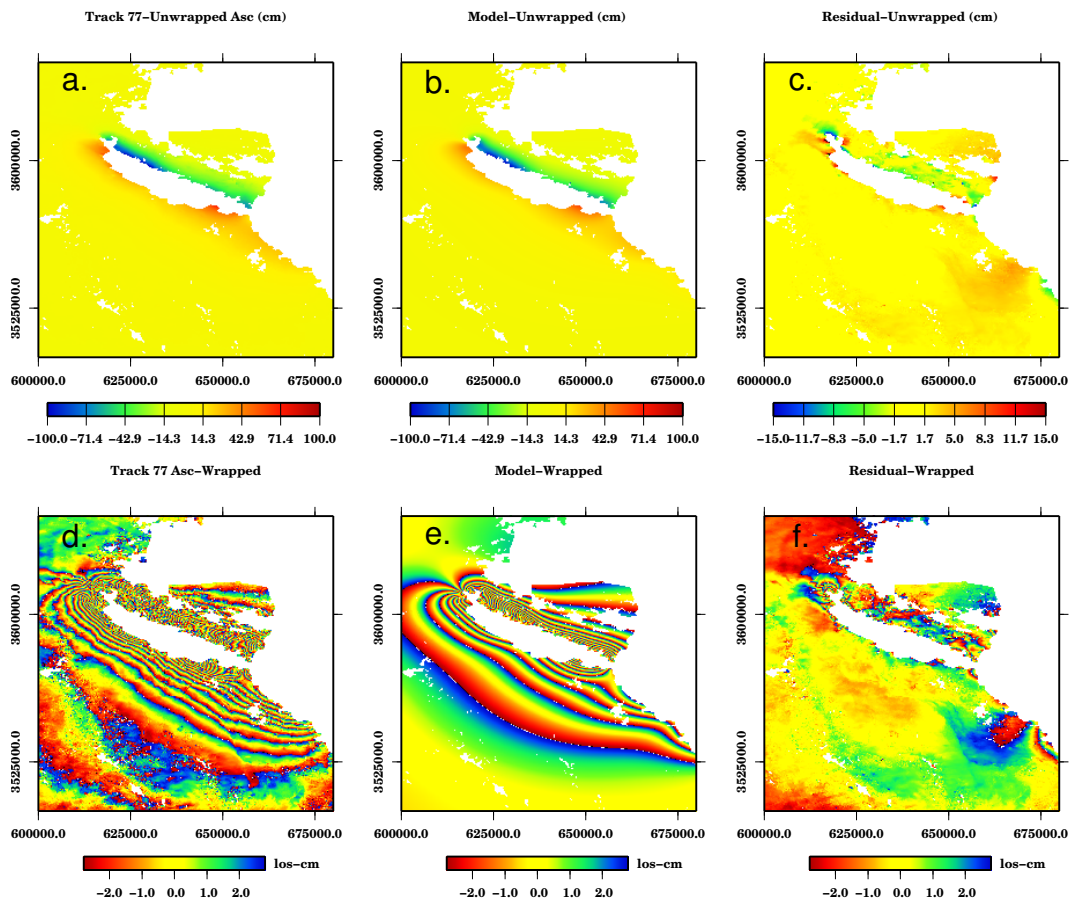 Track 77−Unwrapped Asc (cm)
a.
3600000.0
3525000.0
600000.0 625000.0 650000.0 675000.0
−100.0 −71.4 −42.9 −14.3 14.3 42.9 71.4 100.0
Model−Unwrapped (cm)
b.
600000.0 625000.0 650000.0 675000.0
−100.0 −71.4 −42.9 −14.3 14.3 42.9 71.4 100.0
Residual−Unwrapped (cm)
c.
3600000.0
3525000.0
600000.0 625000.0 650000.0 675000.0
−15.0 −11.7 −8.3 −5.0 −1.7 1.7 5.0 8.3 11.7 15.0
Track 77 Asc−Wrapped
d.
3600000.0
3525000.0
600000.0 625000.0 650000.0 675000.0
los−cm
−2.0 −1.0 0.0 1.0 2.0
Model−Wrapped
e.
3600000.0
3525000.0
600000.0 625000.0 650000.0 675000.0
los−cm
−2.0 −1.0 0.0 1.0 2.0
Residual−Wrapped
f.
3600000.0
3525000.0
600000.0 625000.0 650000.0 675000.0
los−cm
−2.0 −1.0 0.0 1.0 2.0